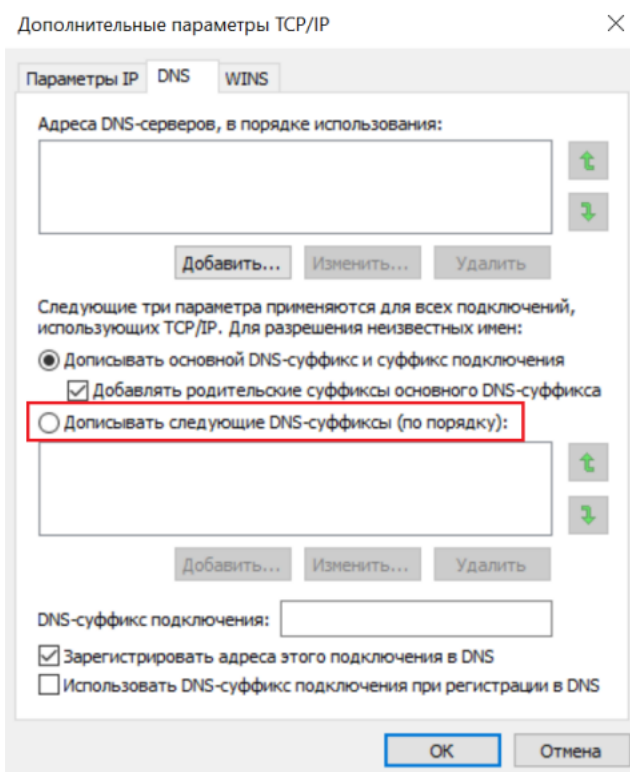 Дополнительные параметры TCP/IP
Параметры IP DNS WINS
Адреса DNS-серверов, в порядке использования:
Добавить... Изменить... Удалить
Следующие три параметра применяются для всех подключений,
использующих TCP/IP. Для разрешения неизвестных имен:
Дописывать основной DNS-суффикс и суффикс подключения
Добавлять родительские суффиксы основного DNS-суффикса
Дописывать следующие DNS-суффиксы (по порядку):
Добавить... Изменить... Удалить
DNS-суффикс подключения:
Зарегистрировать адреса этого подключения в DNS
Использовать DNS-суффикс подключения при регистрации в DNS
ОК Отмена